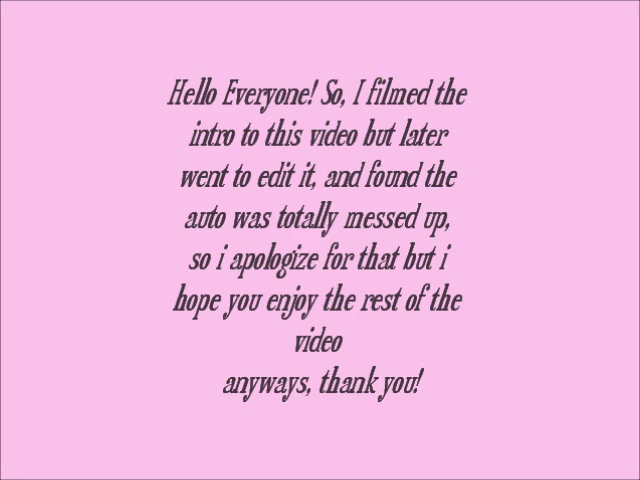 Hello Everyone! So, I filmed the
intro to this video but later
went to edit it, and found the
auto was totally messed up,
so i apologize for that but i
hope you enjoy the rest of the
video
anyways, thank you!